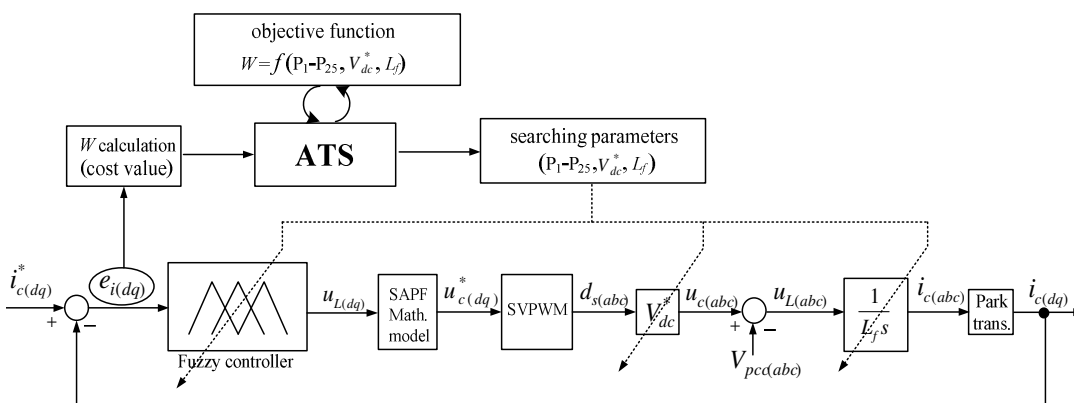 objective function
W = f(P₁−P₂₅, V*dc, Lf)
W calculation
(cost value)
ATS
searching parameters
(P₁−P₂₅, V*dc, Lf)
i*c(dq)
+
−
ei(dq)
Fuzzy controller
uL(dq)
SAPF
Math.
model
u*c(dq)
SVPWM
ds(abc)
V*dc
uc(abc)
+
−
Vpcc(abc)
uL(abc)
1
Lf s
ic(abc)
Park
trans.
ic(dq)